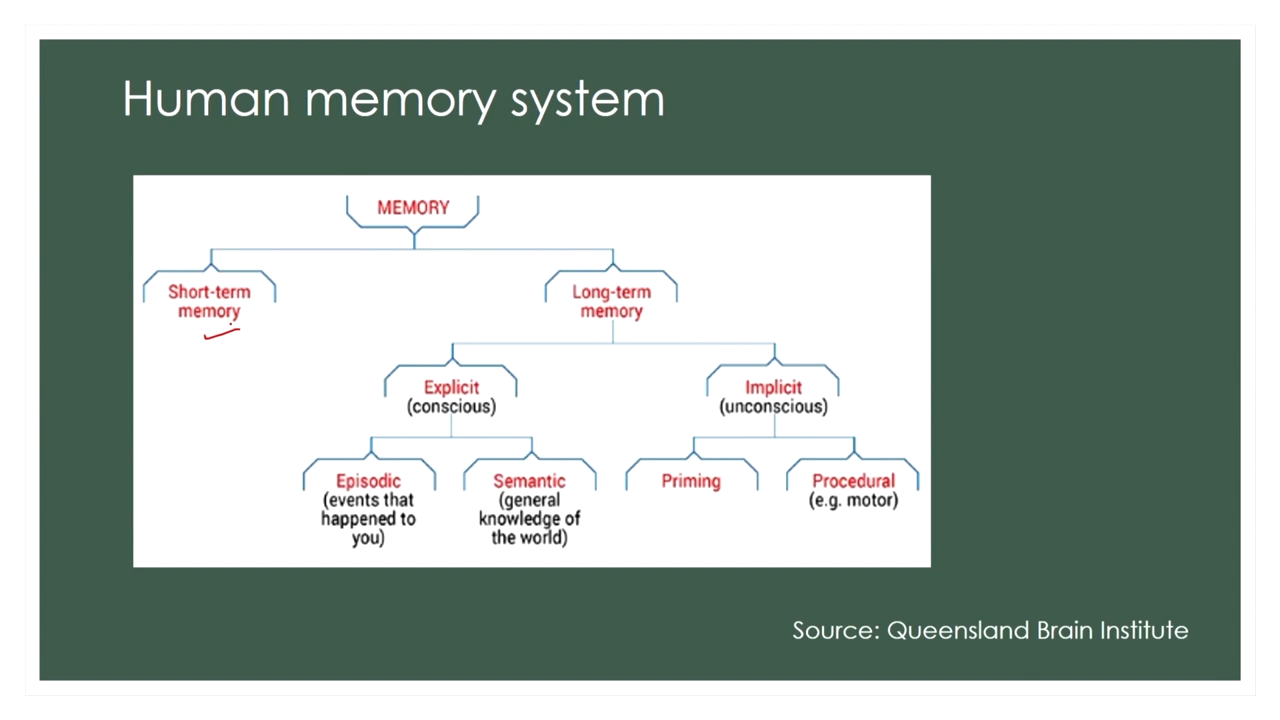 Human memory system
MEMORY
Short-term
memory
Long-term
memory
Explicit
(conscious)
Implicit
(unconscious)
Episodic
(events that
happened to
you)
Semantic
(general
knowledge of
the world)
Priming
Procedural
(e.g. motor)
Source: Queensland Brain Institute